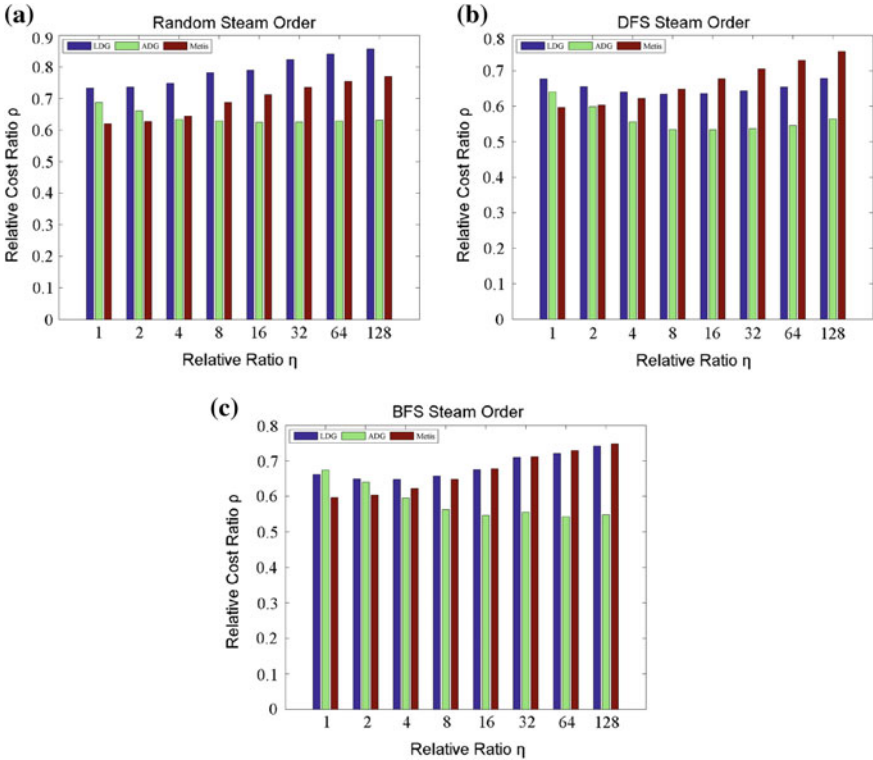 (a)
Random Steam Order
LDG ADG Metis
Relative Cost Ratio ρ
0.9
0.8
0.7
0.6
0.5
0.4
0.3
0.2
0.1
0
1 2 4 8 16 32 64 128
Relative Ratio η
(b)
DFS Steam Order
LDG ADG Metis
Relative Cost Ratio ρ
0.8
0.7
0.6
0.5
0.4
0.3
0.2
0.1
0
1 2 4 8 16 32 64 128
Relative Ratio η
(c)
BFS Steam Order
LDG ADG Metis
Relative Cost Ratio ρ
0.8
0.7
0.6
0.5
0.4
0.3
0.2
0.1
0
1 2 4 8 16 32 64 128
Relative Ratio η